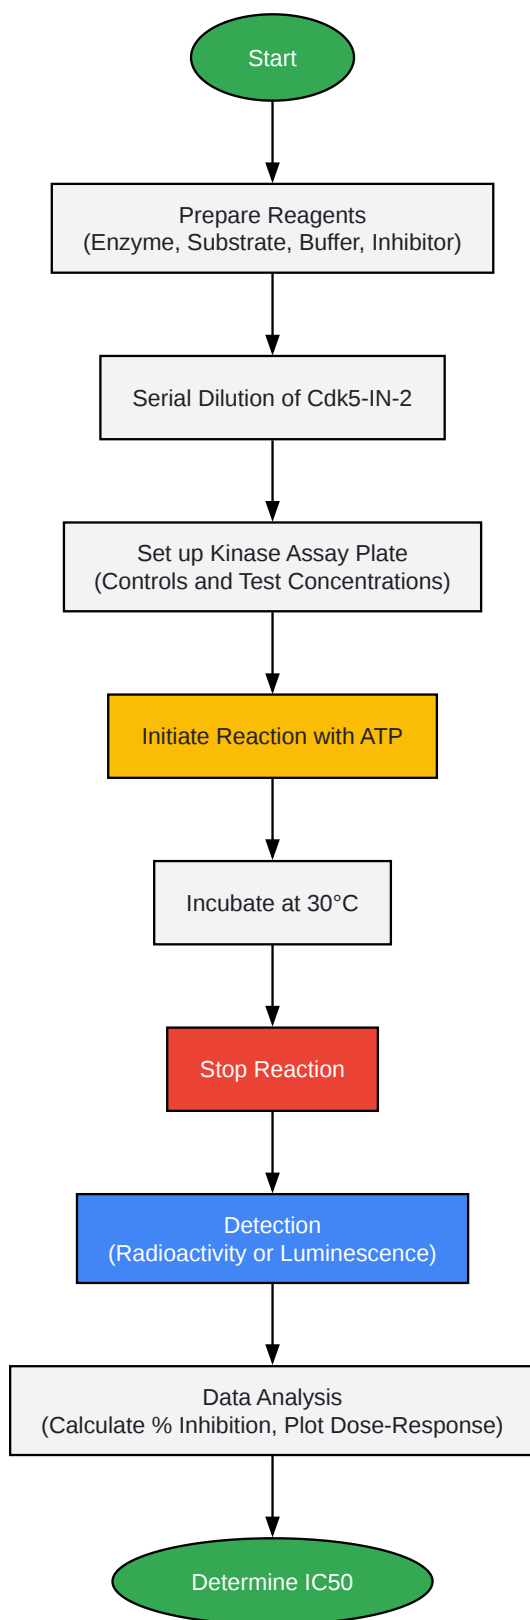 Start
Prepare Reagents
(Enzyme, Substrate, Buffer, Inhibitor)
Serial Dilution of Cdk5-IN-2
Set up Kinase Assay Plate
(Controls and Test Concentrations)
Initiate Reaction with ATP
Incubate at 30°C
Stop Reaction
Detection
(Radioactivity or Luminescence)
Data Analysis
(Calculate % Inhibition, Plot Dose-Response)
Determine IC50